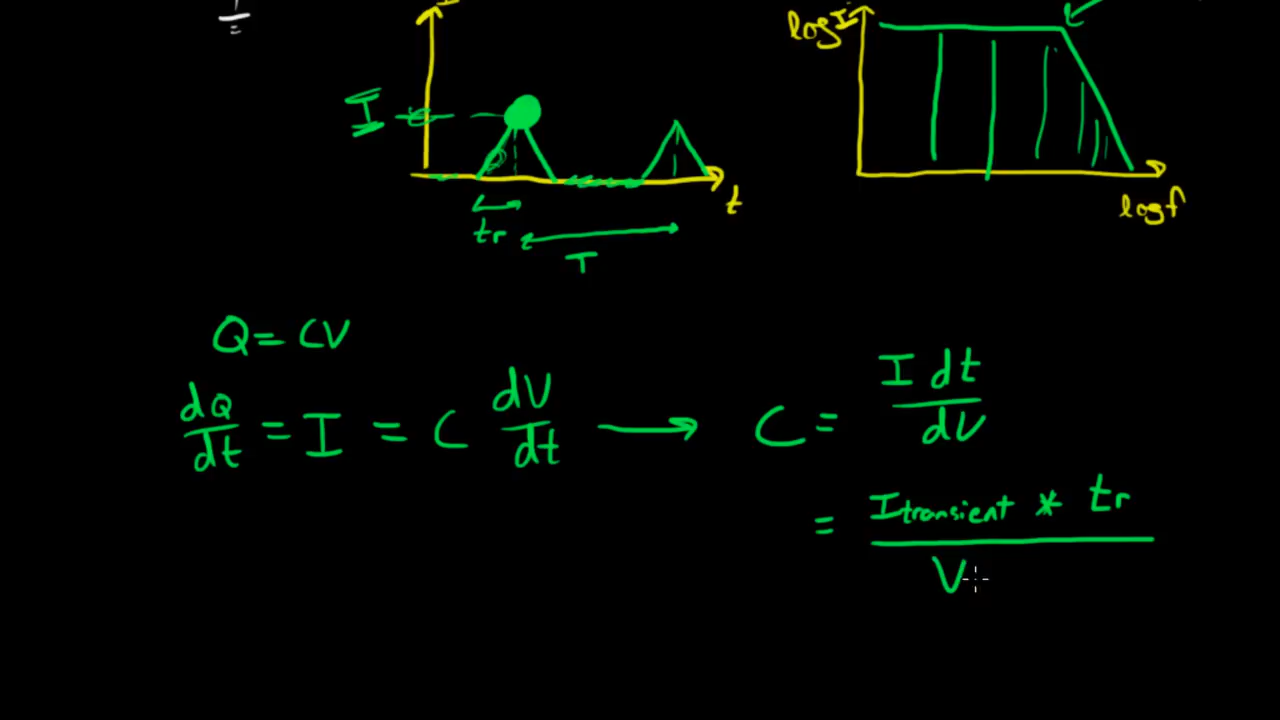 I
log I
t
tr
T
log f
Q = CV
dQ/dt = I = C dV/dt → C = I dt/dV
= Itransient * tr / V